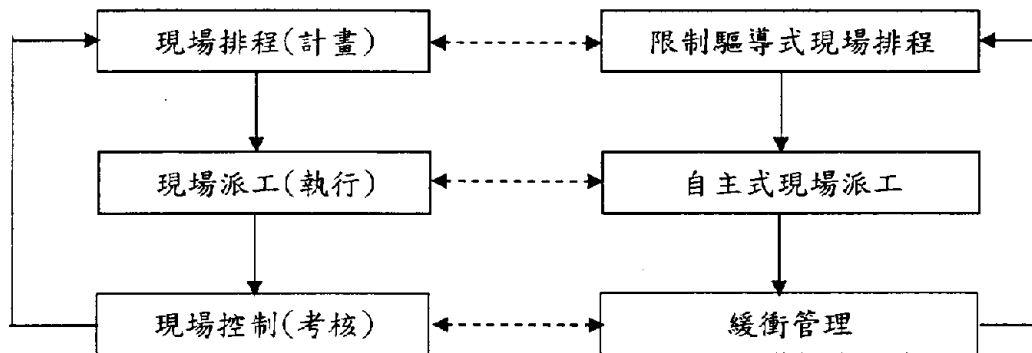 現場排程(計畫)
限制驅導式現場排程
現場派工(執行)
自主式現場派工
現場控制(考核)
緩衝管理